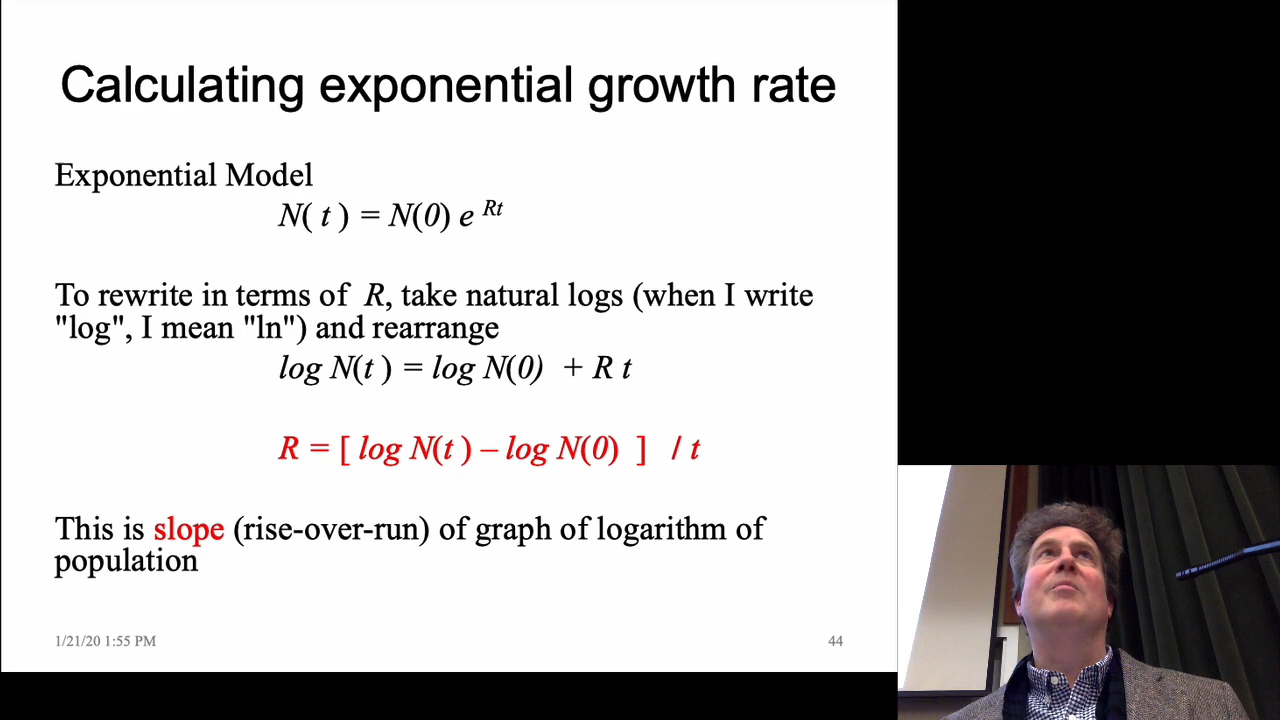 Calculating exponential growth rate
Exponential Model
N( t ) = N(0) e Rt
To rewrite in terms of R, take natural logs (when I write
"log", I mean "ln") and rearrange
log N(t ) = log N(0) + R t
R = [ log N(t ) – log N(0) ] / t
This is slope (rise-over-run) of graph of logarithm of
population
1/21/20 1:55 PM
44